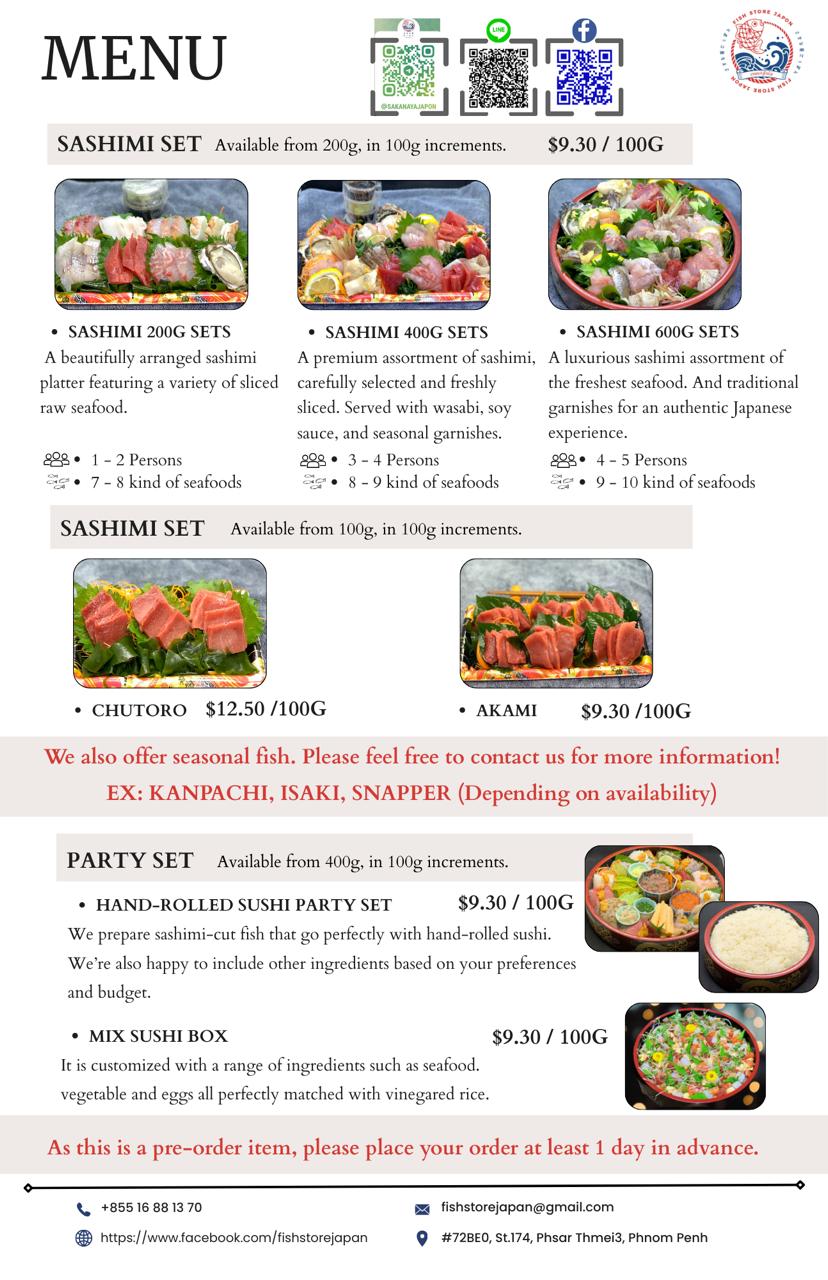 MENU
LINE
@SAKANAYAJAPON
FISH STORE JAPON
FISH STORE JAPON
SASHIMI SET Available from 200g, in 100g increments. $9.30 / 100G
• SASHIMI 200G SETS
A beautifully arranged sashimi
platter featuring a variety of sliced
raw seafood.
• 1 - 2 Persons
• 7 - 8 kind of seafoods
• SASHIMI 400G SETS
A premium assortment of sashimi,
carefully selected and freshly
sliced. Served with wasabi, soy
sauce, and seasonal garnishes.
• 3 - 4 Persons
• 8 - 9 kind of seafoods
• SASHIMI 600G SETS
A luxurious sashimi assortment of
the freshest seafood. And traditional
garnishes for an authentic Japanese
experience.
• 4 - 5 Persons
• 9 - 10 kind of seafoods
SASHIMI SET Available from 100g, in 100g increments.
• CHUTORO $12.50 /100G
• AKAMI $9.30 /100G
We also offer seasonal fish. Please feel free to contact us for more information!
EX: KANPACHI, ISAKI, SNAPPER (Depending on availability)
PARTY SET Available from 400g, in 100g increments.
• HAND-ROLLED SUSHI PARTY SET $9.30 / 100G
We prepare sashimi-cut fish that go perfectly with hand-rolled sushi.
We're also happy to include other ingredients based on your preferences
and budget.
• MIX SUSHI BOX $9.30 / 100G
It is customized with a range of ingredients such as seafood.
vegetable and eggs all perfectly matched with vinegared rice.
As this is a pre-order item, please place your order at least 1 day in advance.
+855 16 88 13 70
fishstorejapan@gmail.com
https://www.facebook.com/fishstorejapan
#72BE0, St.174, Phsar Thmei3, Phnom Penh